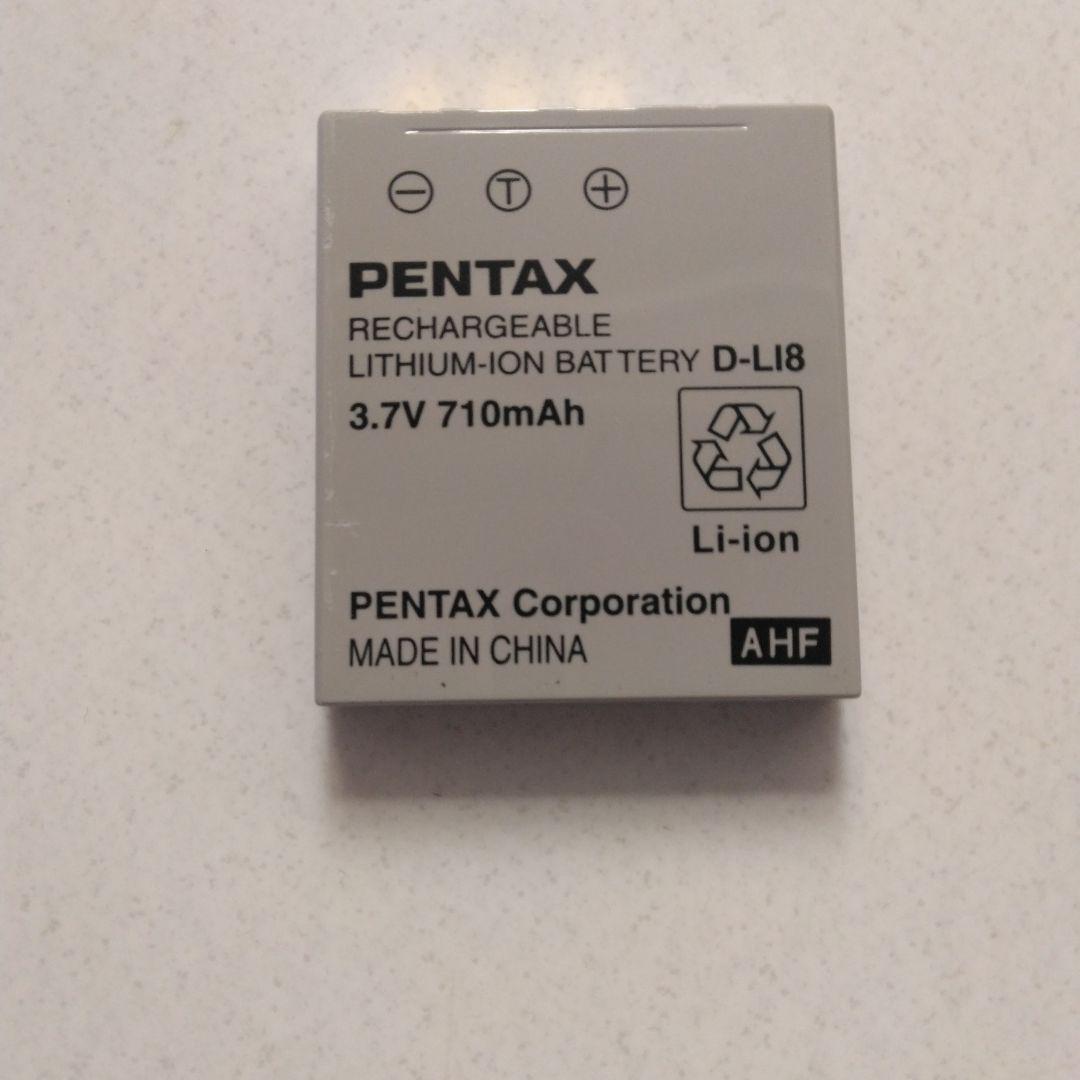 − T +
PENTAX
RECHARGEABLE
LITHIUM-ION BATTERY D-LI8
3.7V 710mAh
Li-ion
PENTAX Corporation
MADE IN CHINA
AHF